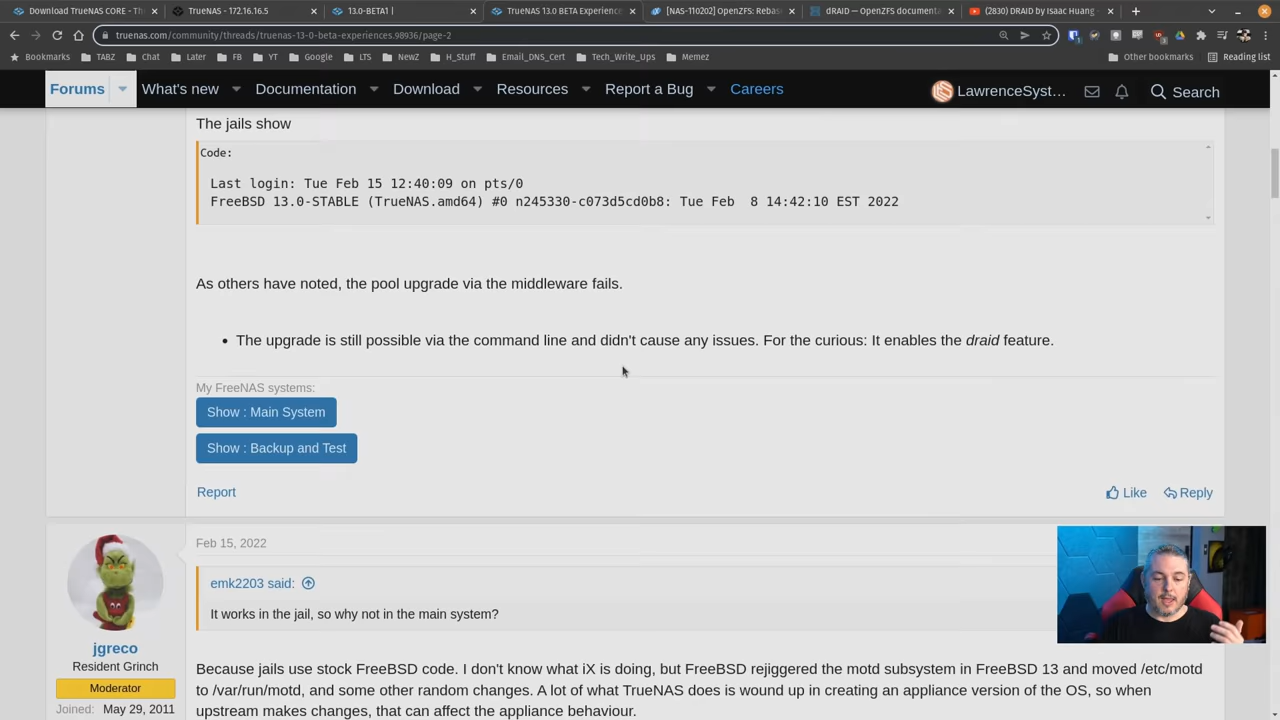 Download TrueNAS CORE - Th
TrueNAS - 172.16.16.5
13.0-BETA1 |
TrueNAS 13.0 BETA Experienc
[NAS-110202] OpenZFS: Rebas
dRAID — OpenZFS documenta
(2830) DRAID by Isaac Huang
truenas.com/community/threads/truenas-13-0-beta-experiences.98936/page-2
Bookmarks TABZ Chat Later FB YT Google LTS NewZ H_Stuff Email_DNS_Cert Tech_Write_Ups Memez Other bookmarks Reading list
Forums What's new Documentation Download Resources Report a Bug Careers LawrenceSyst... Search
The jails show
Code:
Last login: Tue Feb 15 12:40:09 on pts/0
FreeBSD 13.0-STABLE (TrueNAS.amd64) #0 n245330-c073d5cd0b8: Tue Feb  8 14:42:10 EST 2022
As others have noted, the pool upgrade via the middleware fails.
• The upgrade is still possible via the command line and didn't cause any issues. For the curious: It enables the draid feature.
My FreeNAS systems:
Show : Main System
Show : Backup and Test
Report Like Reply
Feb 15, 2022
emk2203 said:
It works in the jail, so why not in the main system?
jgreco
Resident Grinch
Moderator
Joined: May 29, 2011
Because jails use stock FreeBSD code. I don't know what iX is doing, but FreeBSD rejiggered the motd subsystem in FreeBSD 13 and moved /etc/motd
to /var/run/motd, and some other random changes. A lot of what TrueNAS does is wound up in creating an appliance version of the OS, so when
upstream makes changes, that can affect the appliance behaviour.